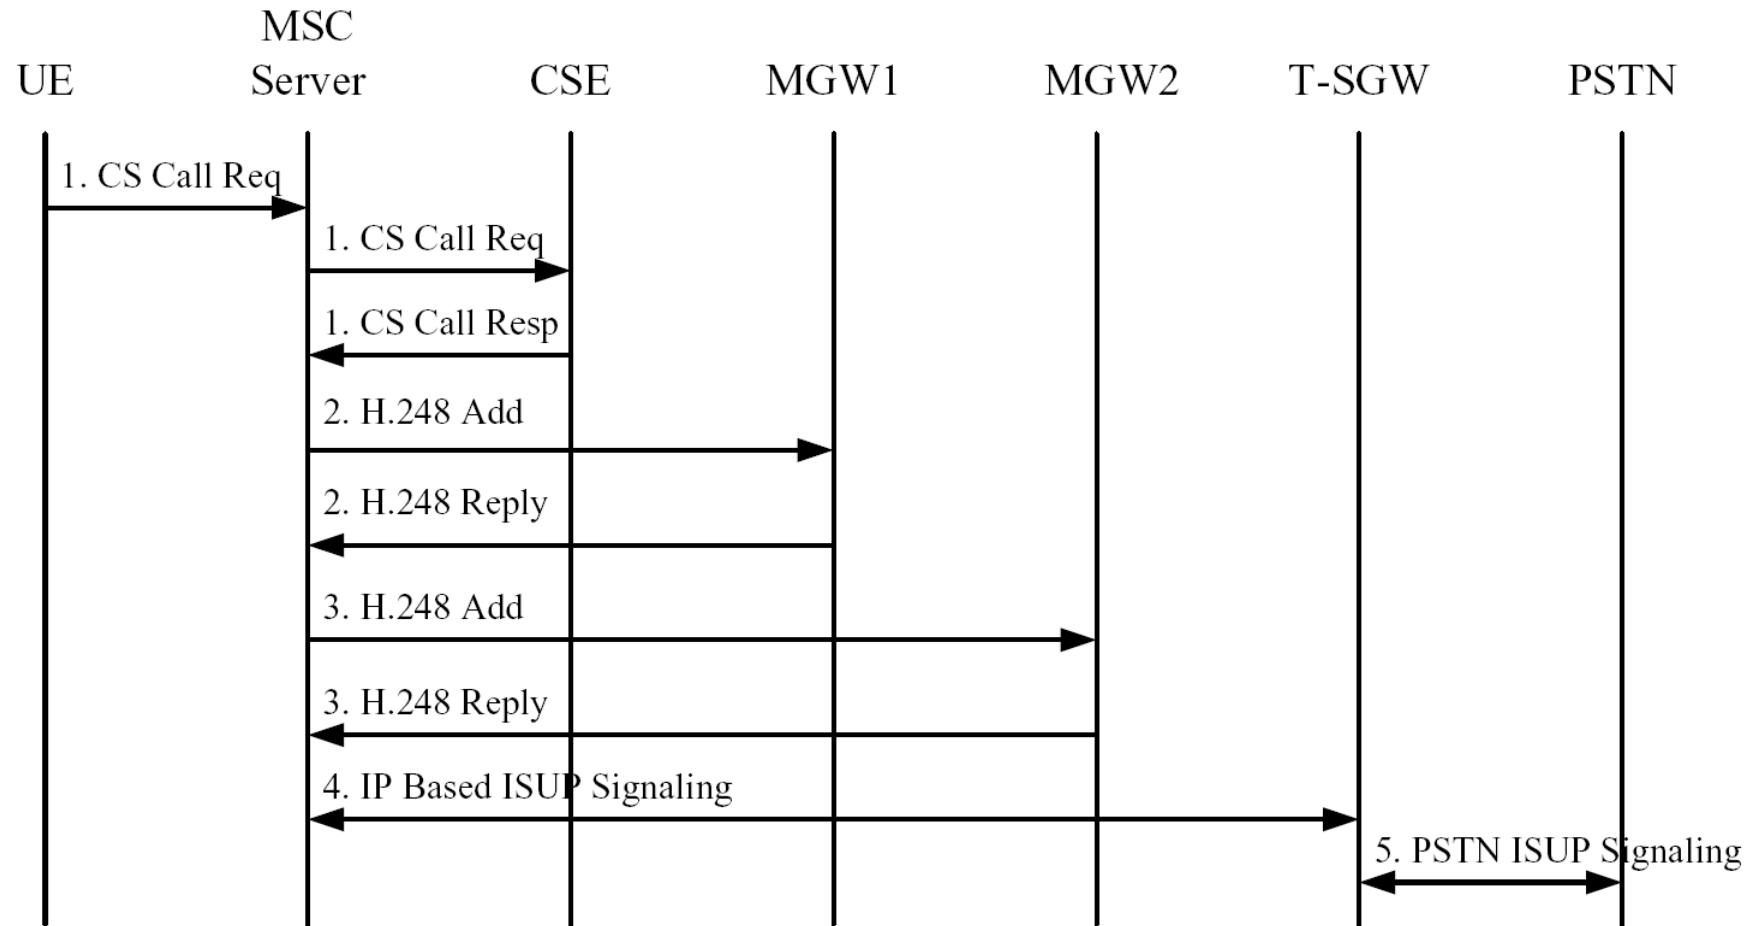 MSC
UE Server CSE MGW1 MGW2 T-SGW PSTN
1. CS Call Req
1. CS Call Req
1. CS Call Resp
2. H.248 Add
2. H.248 Reply
3. H.248 Add
3. H.248 Reply
4. IP Based ISUP Signaling
5. PSTN ISUP Signaling